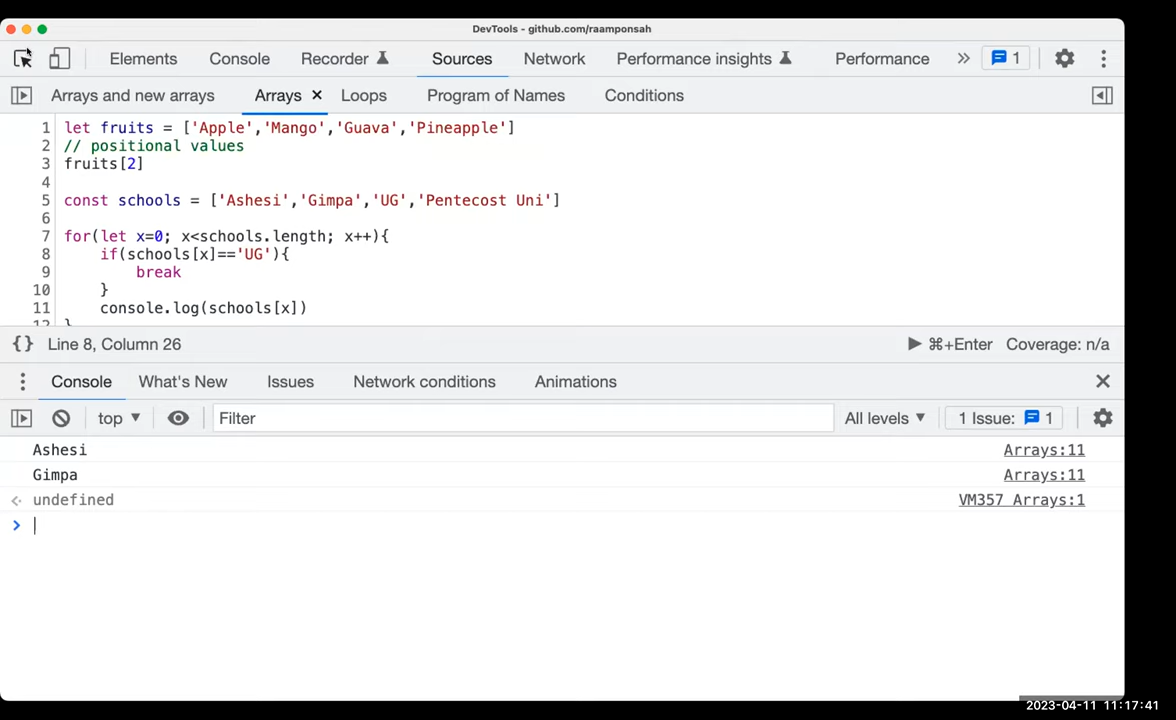 DevTools - github.com/raamponsah
Elements Console Recorder Sources Network Performance insights Performance » 1
Arrays and new arrays Arrays × Loops Program of Names Conditions
1 let fruits = ['Apple','Mango','Guava','Pineapple']
2 // positional values
3 fruits[2]
4
5 const schools = ['Ashesi','Gimpa','UG','Pentecost Uni']
6
7 for(let x=0; x<schools.length; x++){
8 if(schools[x]=='UG'){
9 break
10 }
11 console.log(schools[x])
12 }
{} Line 8, Column 26 ⌘+Enter Coverage: n/a
Console What's New Issues Network conditions Animations
top ▼ Filter All levels ▼ 1 Issue: 1
Ashesi Arrays:11
Gimpa Arrays:11
undefined VM357 Arrays:1
>
2023-04-11 11:17:41